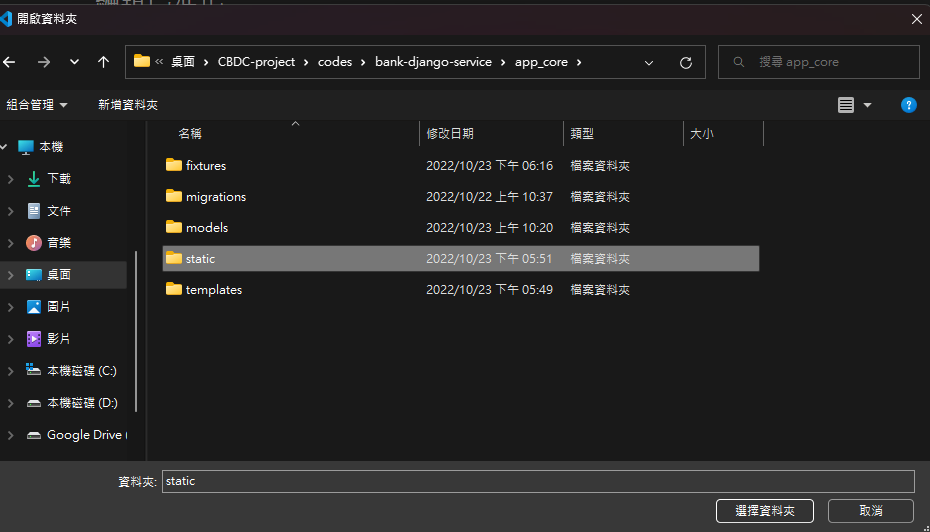 開啟資料夾
« 桌面 > CBDC-project > codes > bank-django-service > app_core >
搜尋 app_core
組合管理 新增資料夾
名稱 修改日期 類型 大小
本機
下載
文件
音樂
桌面
圖片
影片
本機磁碟 (C:)
本機磁碟 (D:)
Google Drive (
fixtures 2022/10/23 下午 06:16 檔案資料夾
migrations 2022/10/22 上午 10:37 檔案資料夾
models 2022/10/23 上午 10:20 檔案資料夾
static 2022/10/23 下午 05:51 檔案資料夾
templates 2022/10/23 下午 05:49 檔案資料夾
資料夾: static
選擇資料夾 取消